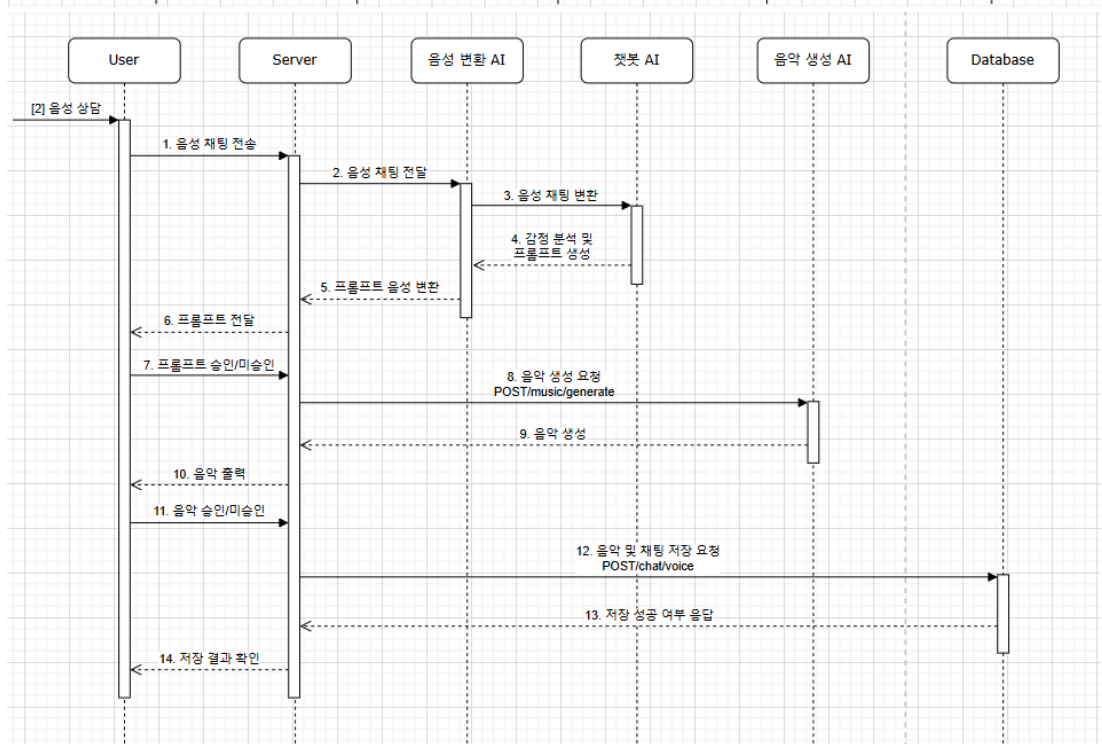 User
Server
음성 변환 AI
챗봇 AI
음악 생성 AI
Database
[2] 음성 상담
1. 음성 채팅 전송
2. 음성 채팅 전달
3. 음성 채팅 변환
4. 감정 분석 및
프롬프트 생성
5. 프롬프트 음성 변환
6. 프롬프트 전달
7. 프롬프트 승인/미승인
8. 음악 생성 요청
POST/music/generate
9. 음악 생성
10. 음악 출력
11. 음악 승인/미승인
12. 음악 및 채팅 저장 요청
POST/chat/voice
13. 저장 성공 여부 응답
14. 저장 결과 확인